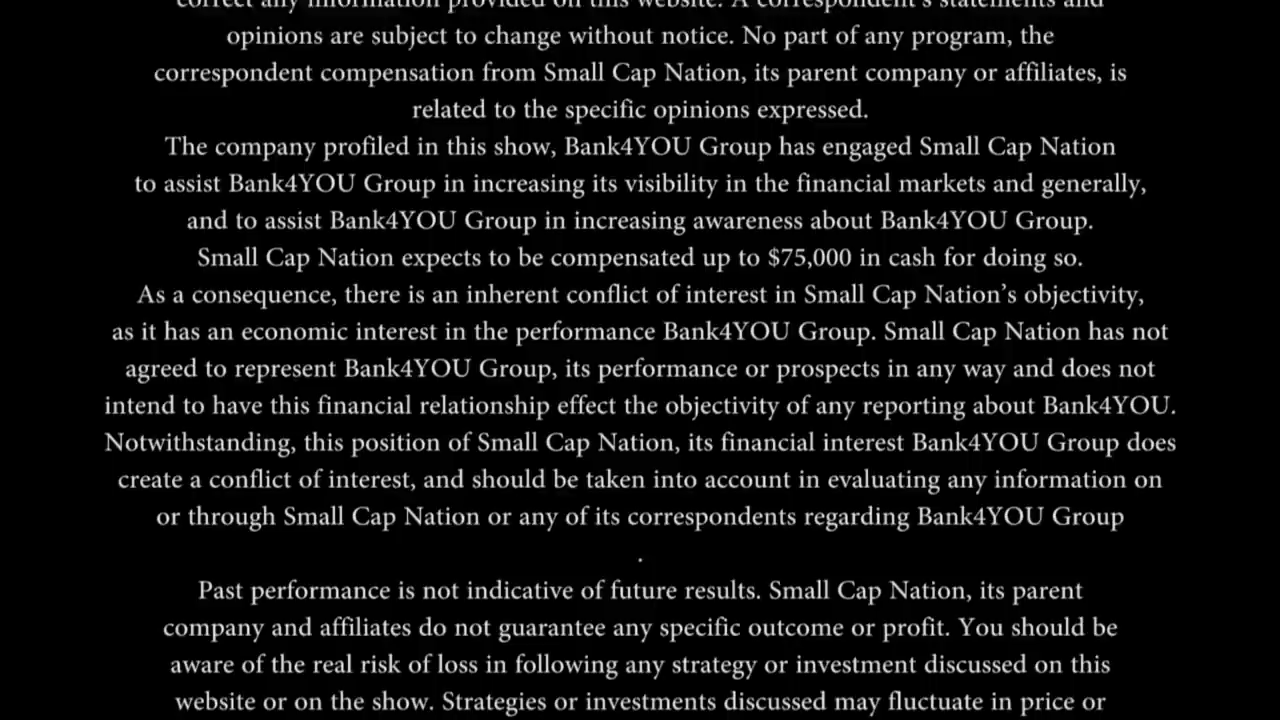 correct any information provided on this website. A correspondent's statements and
opinions are subject to change without notice. No part of any program, the
correspondent compensation from Small Cap Nation, its parent company or affiliates, is
related to the specific opinions expressed.
The company profiled in this show, Bank4YOU Group has engaged Small Cap Nation
to assist Bank4YOU Group in increasing its visibility in the financial markets and generally,
and to assist Bank4YOU Group in increasing awareness about Bank4YOU Group.
Small Cap Nation expects to be compensated up to $75,000 in cash for doing so.
As a consequence, there is an inherent conflict of interest in Small Cap Nation’s objectivity,
as it has an economic interest in the performance Bank4YOU Group. Small Cap Nation has not
agreed to represent Bank4YOU Group, its performance or prospects in any way and does not
intend to have this financial relationship effect the objectivity of any reporting about Bank4YOU.
Notwithstanding, this position of Small Cap Nation, its financial interest Bank4YOU Group does
create a conflict of interest, and should be taken into account in evaluating any information on
or through Small Cap Nation or any of its correspondents regarding Bank4YOU Group
.
Past performance is not indicative of future results. Small Cap Nation, its parent
company and affiliates do not guarantee any specific outcome or profit. You should be
aware of the real risk of loss in following any strategy or investment discussed on this
website or on the show. Strategies or investments discussed may fluctuate in price or